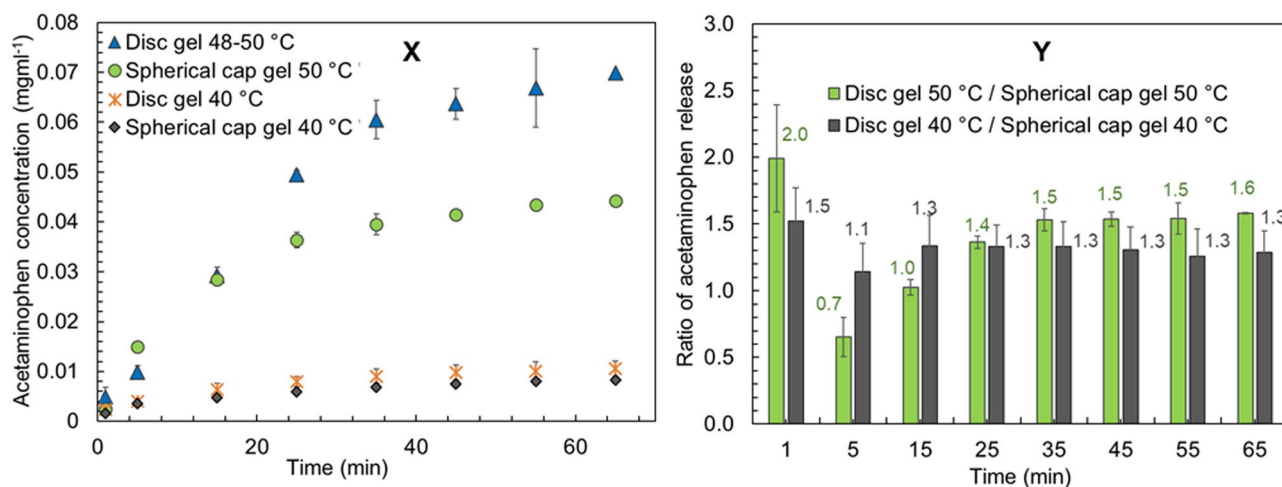 X
Acetaminophen concentration (mgml-1)
0.08
0.07
0.06
0.05
0.04
0.03
0.02
0.01
0
Disc gel 48-50 °C
Spherical cap gel 50 °C
Disc gel 40 °C
Spherical cap gel 40 °C
0 20 40 60
Time (min)
Y
Ratio of acetaminophen release
3.0
2.5
2.0
1.5
1.0
0.5
0.0
Disc gel 50 °C / Spherical cap gel 50 °C
Disc gel 40 °C / Spherical cap gel 40 °C
2.0 1.5
0.7 1.1
1.0 1.3
1.4 1.3
1.5 1.3
1.5 1.3
1.5 1.3
1.6 1.3
1 5 15 25 35 45 55 65
Time (min)